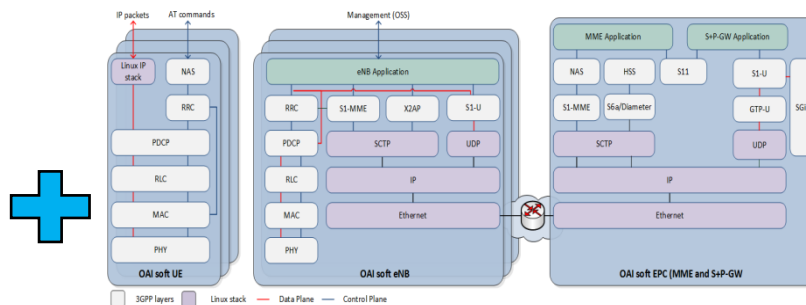 IP packets
AT commands
Management (OSS)
Linux IP
stack
NAS
RRC
PDCP
RLC
MAC
PHY
OAI soft UE
eNB Application
RRC
S1-MME
X2AP
S1-U
PDCP
SCTP
UDP
RLC
IP
MAC
Ethernet
PHY
OAI soft eNB
MME Application
S+P-GW Application
NAS
HSS
S11
S1-U
S1-MME
S6a/Diameter
GTP-U
SGi
SCTP
UDP
IP
Ethernet
OAI soft EPC (MME and S+P-GW
3GPP layers
Linux stack
Data Plane
Control Plane